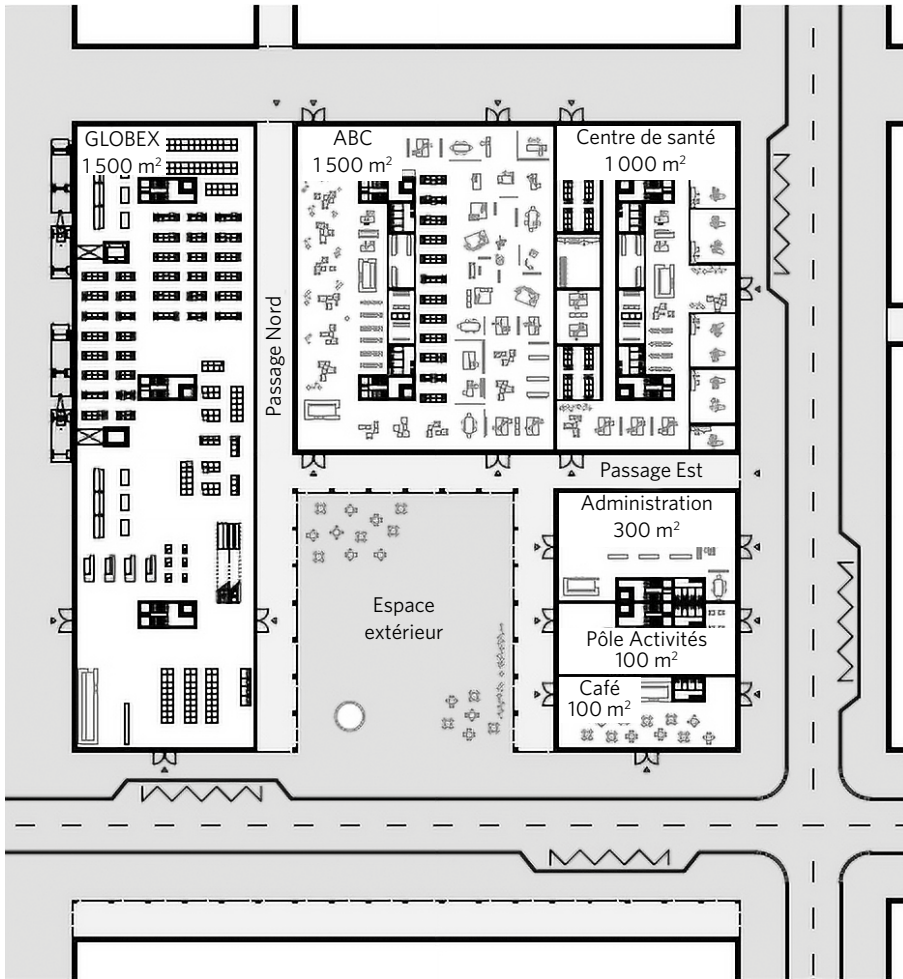 GLOBEX
1 500 m²
ABC
1 500 m²
Centre de santé
1 000 m²
Passage Nord
Passage Est
Administration
300 m²
Espace
extérieur
Pôle Activités
100 m²
Café
100 m²